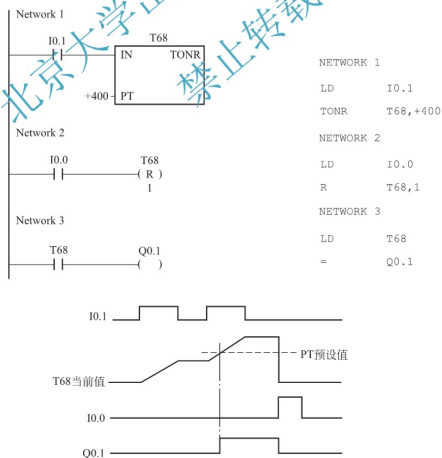 Network 1
I0.1
T68
IN TONR
+400 PT
Network 2
I0.0
T68
( R )
1
Network 3
T68
Q0.1
( )
NETWORK 1
LD I0.1
TONR T68,+400
NETWORK 2
LD I0.0
R T68,1
NETWORK 3
LD T68
= Q0.1
I0.1
PT预设值
T68当前值
I0.0
Q0.1
北京大学
禁止转载